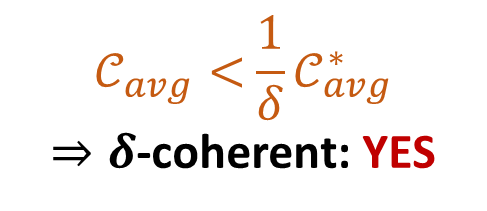 𝒞_avg < 1/δ 𝒞*_avg
⇒ δ-coherent: YES